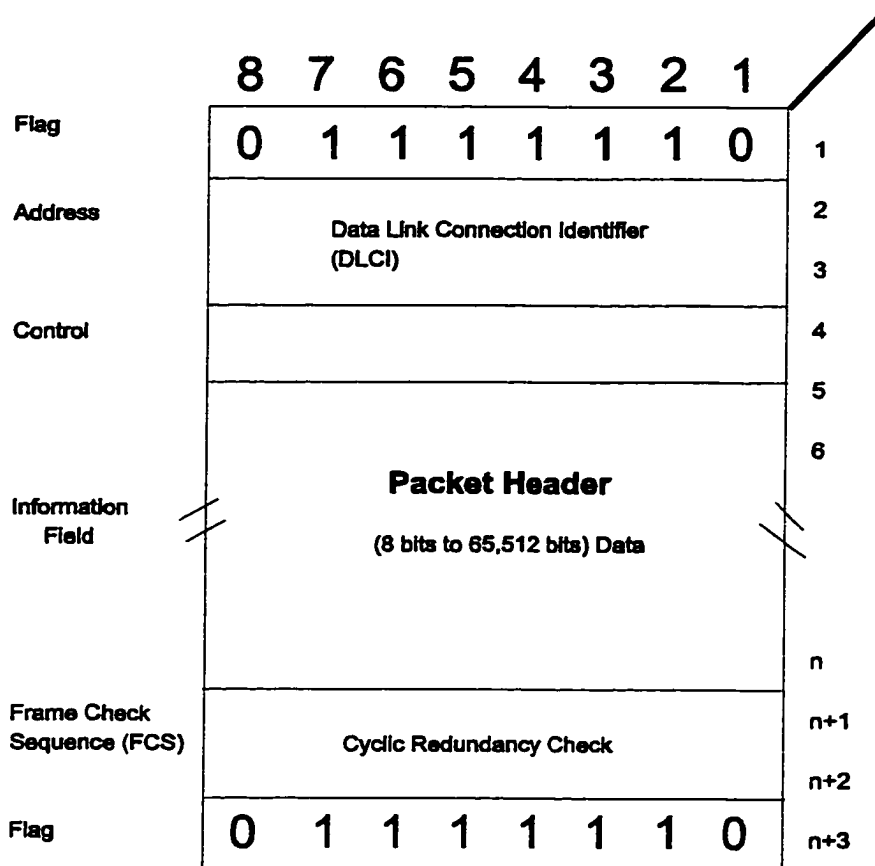 8 7 6 5 4 3 2 1
Flag 0 1 1 1 1 1 1 0 1
Address 2
Data Link Connection Identifier
(DLCI) 3
Control 4
5
6
Packet Header
Information
Field (8 bits to 65,512 bits) Data
n
Frame Check n+1
Sequence (FCS) Cyclic Redundancy Check
n+2
Flag 0 1 1 1 1 1 1 0 n+3